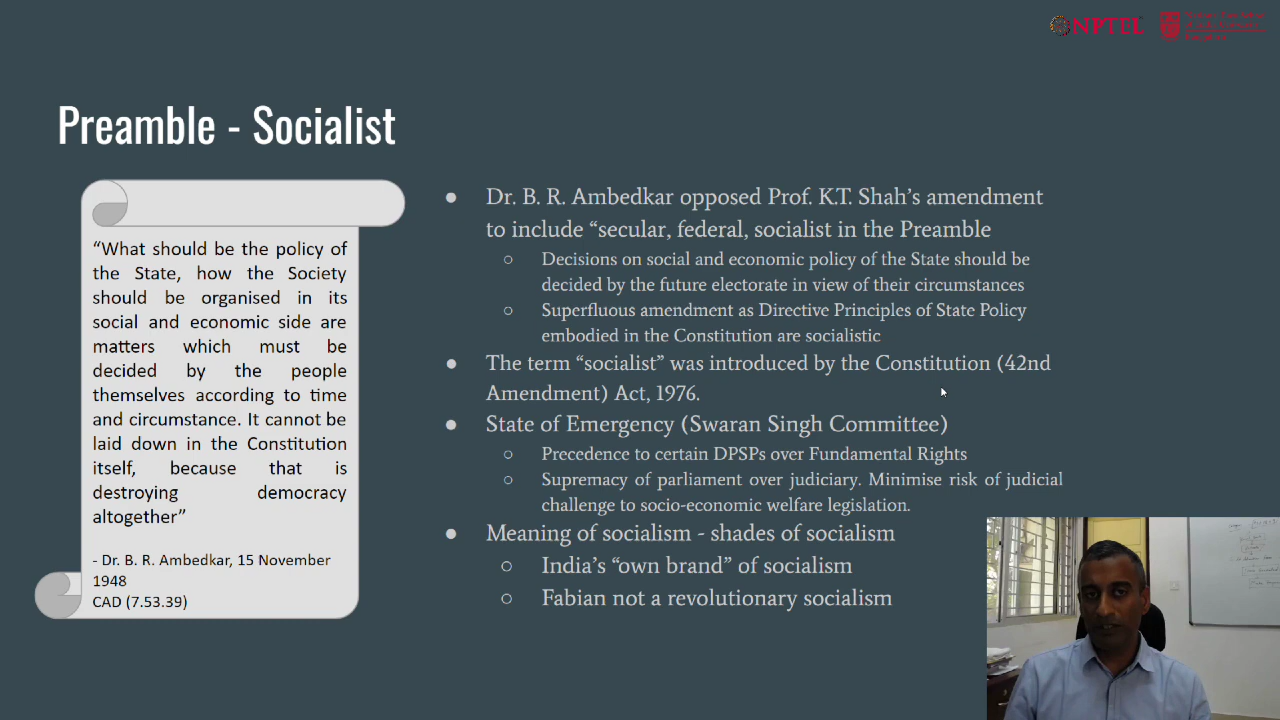 NPTEL
Preamble - Socialist
“What should be the policy of
the State, how the Society
should be organised in its
social and economic side are
matters which must be
decided by the people
themselves according to time
and circumstance. It cannot be
laid down in the Constitution
itself, because that is
destroying democracy
altogether”
- Dr. B. R. Ambedkar, 15 November
1948
CAD (7.53.39)
● Dr. B. R. Ambedkar opposed Prof. K.T. Shah’s amendment
to include “secular, federal, socialist in the Preamble
○ Decisions on social and economic policy of the State should be
decided by the future electorate in view of their circumstances
○ Superfluous amendment as Directive Principles of State Policy
embodied in the Constitution are socialistic
● The term “socialist” was introduced by the Constitution (42nd
Amendment) Act, 1976.
● State of Emergency (Swaran Singh Committee)
○ Precedence to certain DPSPs over Fundamental Rights
○ Supremacy of parliament over judiciary. Minimise risk of judicial
challenge to socio-economic welfare legislation.
● Meaning of socialism - shades of socialism
○ India’s “own brand” of socialism
○ Fabian not a revolutionary socialism